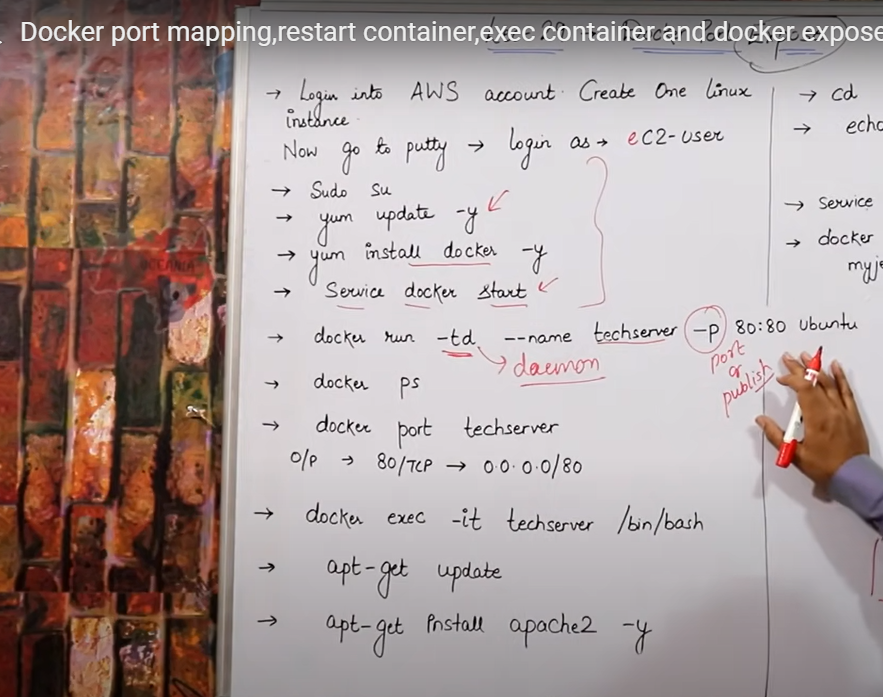 Docker port mapping,restart container,exec container and docker expose
→ Login into AWS account. Create One linux
instance.
Now go to putty → login as → eC2-user
→ Sudo su
→ yum update -y
→ yum install docker -y
→ Service docker start
→ docker run -td --name techserver -p 80:80 ubuntu
daemon
port
or
publish
→ docker ps
→ docker port techserver
O/P → 80/TCP → 0.0.0.0/80
→ docker exec -it techserver /bin/bash
→ apt-get update
→ apt-get install apache2 -y
→ cd
→ echo
→ Service
→ docker
OCEANIA